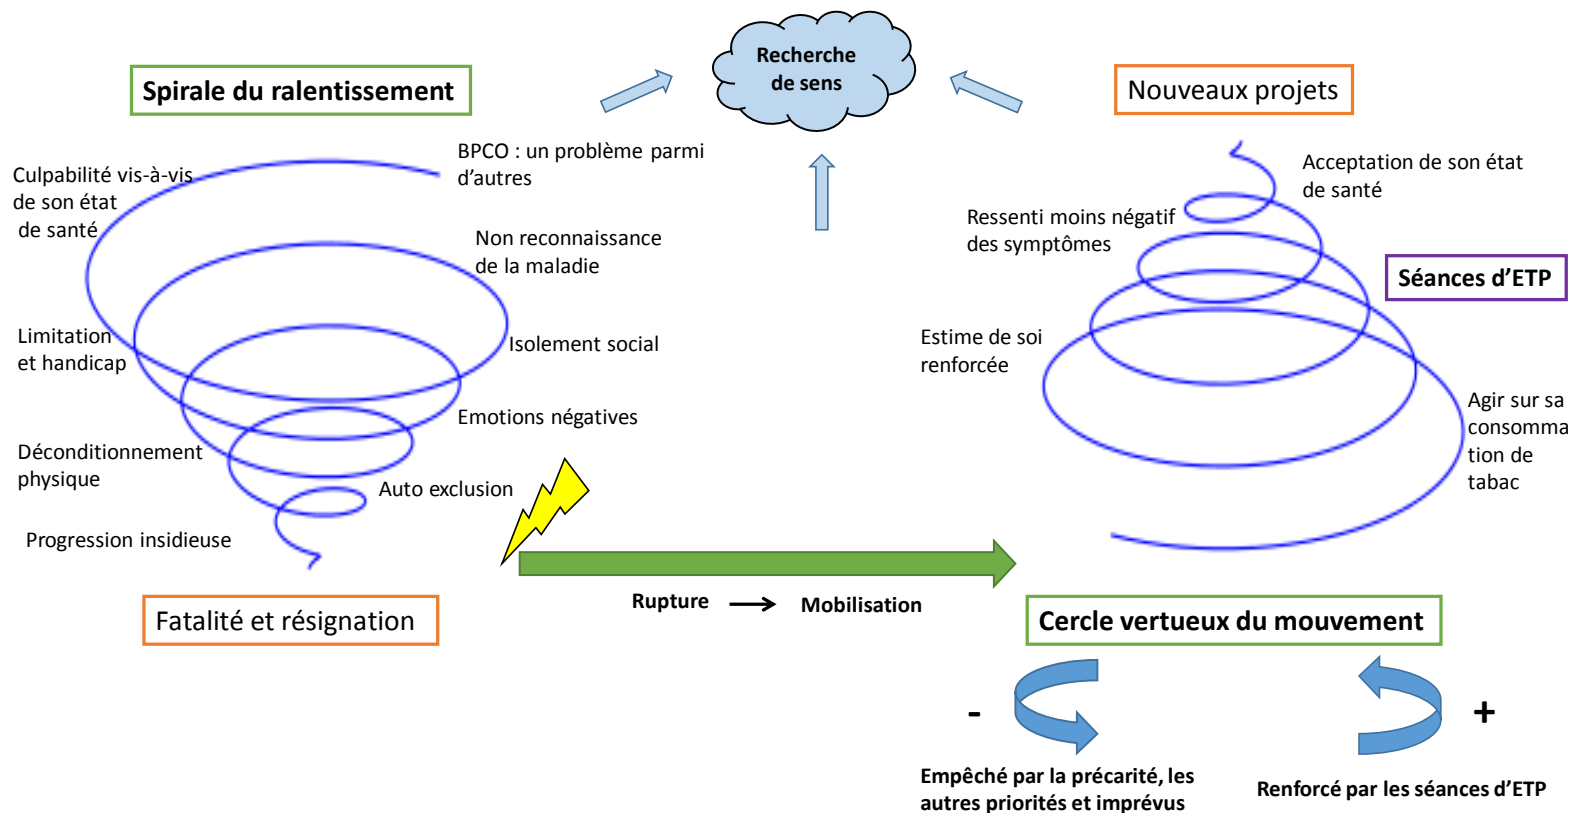 Recherche
de sens
Spirale du ralentissement
Nouveaux projets
BPCO : un problème parmi
d'autres
Culpabilité vis-à-vis
de son état
de santé
Non reconnaissance
de la maladie
Limitation
et handicap
Isolement social
Emotions négatives
Déconditionnement
physique
Auto exclusion
Progression insidieuse
Fatalité et résignation
Rupture
Mobilisation
Acceptation de son état
de santé
Ressenti moins négatif
des symptômes
Séances d'ETP
Estime de soi
renforcée
Agir sur sa
consomma
tion de
tabac
Cercle vertueux du mouvement
-
+
Empêché par la précarité, les
autres priorités et imprévus
Renforcé par les séances d'ETP